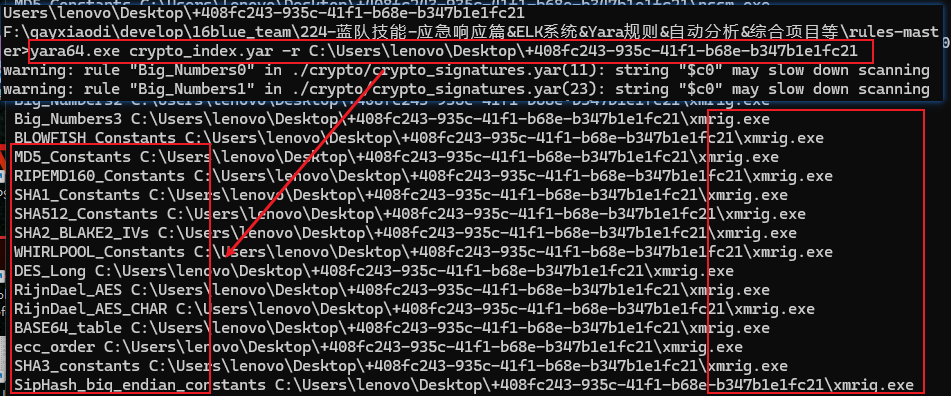 Users\lenovo\Desktop\+408fc243-935c-41f1-b68e-b347b1e1fc21
F:\qayxiaodi\develop\16blue_team\224-蓝队技能-应急响应篇&ELK系统&Yara规则&自动分析&综合项目等\rules-mast
er>yara64.exe crypto_index.yar -r C:\Users\lenovo\Desktop\+408fc243-935c-41f1-b68e-b347b1e1fc21
warning: rule "Big_Numbers0" in ./crypto/crypto_signatures.yar(11): string "$c0" may slow down scanning
warning: rule "Big_Numbers1" in ./crypto/crypto_signatures.yar(23): string "$c0" may slow down scanning
Big_Numbers2 C:\Users\lenovo\Desktop\+408fc243-935c-41f1-b68e-b347b1e1fc21\xmrig.exe
Big_Numbers3 C:\Users\lenovo\Desktop\+408fc243-935c-41f1-b68e-b347b1e1fc21\xmrig.exe
BLOWFISH_Constants C:\Users\lenovo\Desktop\+408fc243-935c-41f1-b68e-b347b1e1fc21\xmrig.exe
MD5_Constants C:\Users\lenovo\Desktop\+408fc243-935c-41f1-b68e-b347b1e1fc21\xmrig.exe
RIPEMD160_Constants C:\Users\lenovo\Desktop\+408fc243-935c-41f1-b68e-b347b1e1fc21\xmrig.exe
SHA1_Constants C:\Users\lenovo\Desktop\+408fc243-935c-41f1-b68e-b347b1e1fc21\xmrig.exe
SHA512_Constants C:\Users\lenovo\Desktop\+408fc243-935c-41f1-b68e-b347b1e1fc21\xmrig.exe
SHA2_BLAKE2_IVs C:\Users\lenovo\Desktop\+408fc243-935c-41f1-b68e-b347b1e1fc21\xmrig.exe
WHIRLPOOL_Constants C:\Users\lenovo\Desktop\+408fc243-935c-41f1-b68e-b347b1e1fc21\xmrig.exe
DES_Long C:\Users\lenovo\Desktop\+408fc243-935c-41f1-b68e-b347b1e1fc21\xmrig.exe
RijnDael_AES C:\Users\lenovo\Desktop\+408fc243-935c-41f1-b68e-b347b1e1fc21\xmrig.exe
RijnDael_AES_CHAR C:\Users\lenovo\Desktop\+408fc243-935c-41f1-b68e-b347b1e1fc21\xmrig.exe
BASE64_table C:\Users\lenovo\Desktop\+408fc243-935c-41f1-b68e-b347b1e1fc21\xmrig.exe
ecc_order C:\Users\lenovo\Desktop\+408fc243-935c-41f1-b68e-b347b1e1fc21\xmrig.exe
SHA3_constants C:\Users\lenovo\Desktop\+408fc243-935c-41f1-b68e-b347b1e1fc21\xmrig.exe
SipHash_big_endian_constants C:\Users\lenovo\Desktop\+408fc243-935c-41f1-b68e-b347b1e1fc21\xmrig.exe